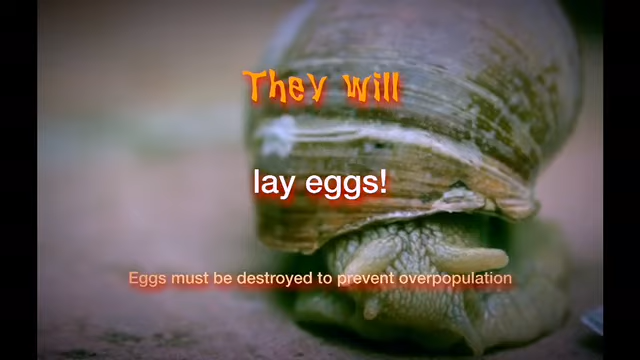 They will
lay eggs!
Eggs must be destroyed to prevent overpopulation